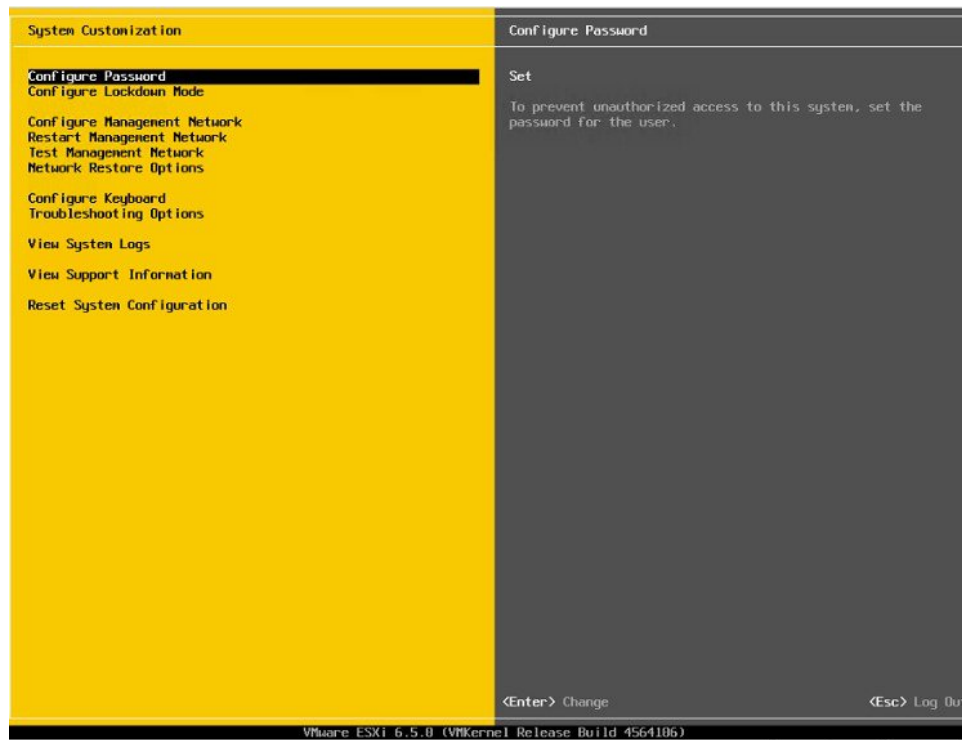 System Customization
Configure Password
Configure Lockdown Mode
Configure Management Network
Restart Management Network
Test Management Network
Network Restore Options
Configure Keyboard
Troubleshooting Options
View System Logs
View Support Information
Reset System Configuration
Configure Password
Set
To prevent unauthorized access to this system, set the
password for the user.
<Enter> Change
<Esc> Log Ou
VMware ESXi 6.5.0 (VMKernel Release Build 4564106)